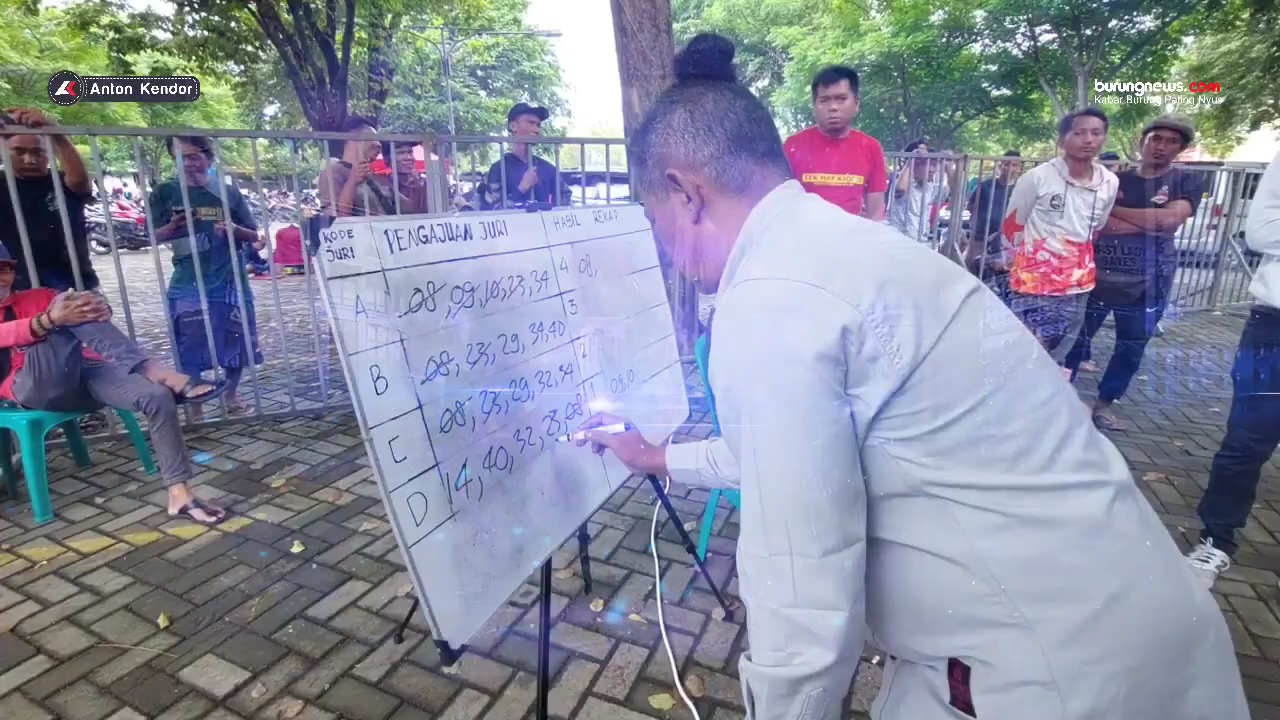 Anton Kendor
burungnews.com
Kabar Burung Paling Nyus
KODE JURI PENGAJUAN JURI HASIL REKAP
A 08, 09, 10, 23, 34 4 08,
B 08, 23, 29, 34, 40 3
C 08, 23, 29, 32, 34 2
D 14, 40, 32, 23, 08 1 09, 10